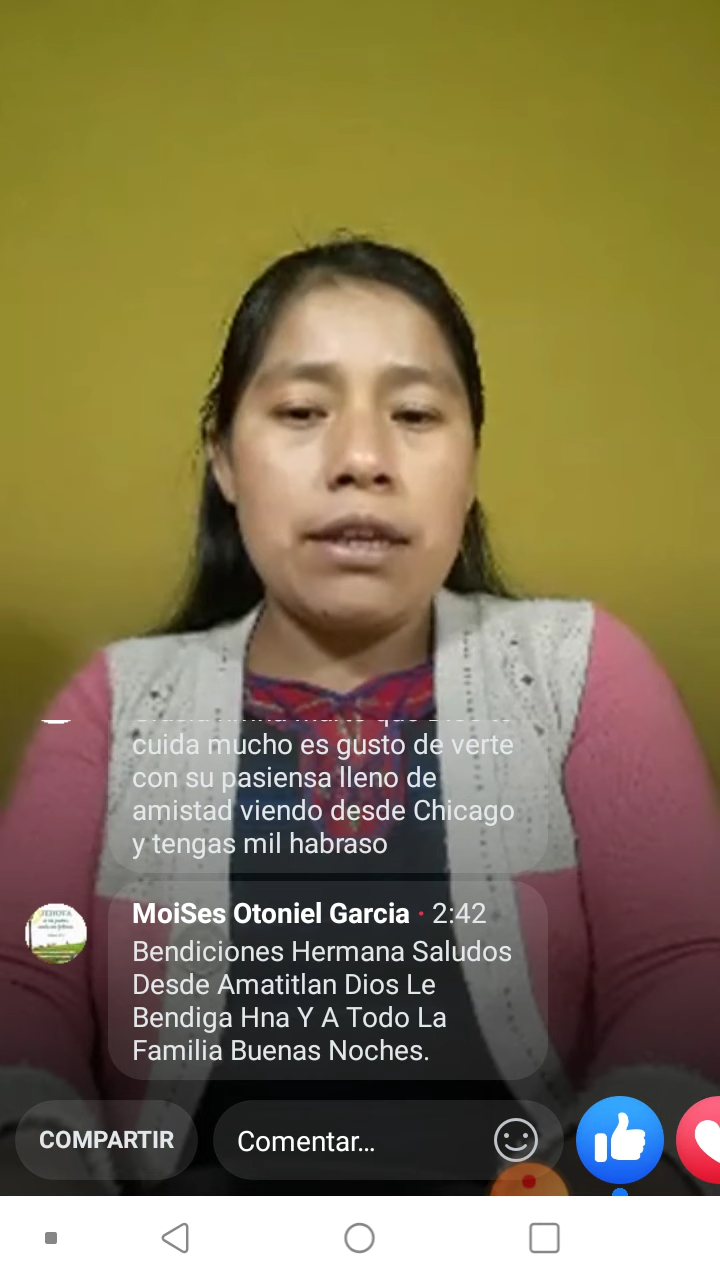 cuida mucho es gusto de verte
con su pasiensa lleno de
amistad viendo desde Chicago
y tengas mil habraso
MoiSes Otoniel Garcia · 2:42
Bendiciones Hermana Saludos
Desde Amatitlan Dios Le
Bendiga Hna Y A Todo La
Familia Buenas Noches.
COMPARTIR
Comentar...